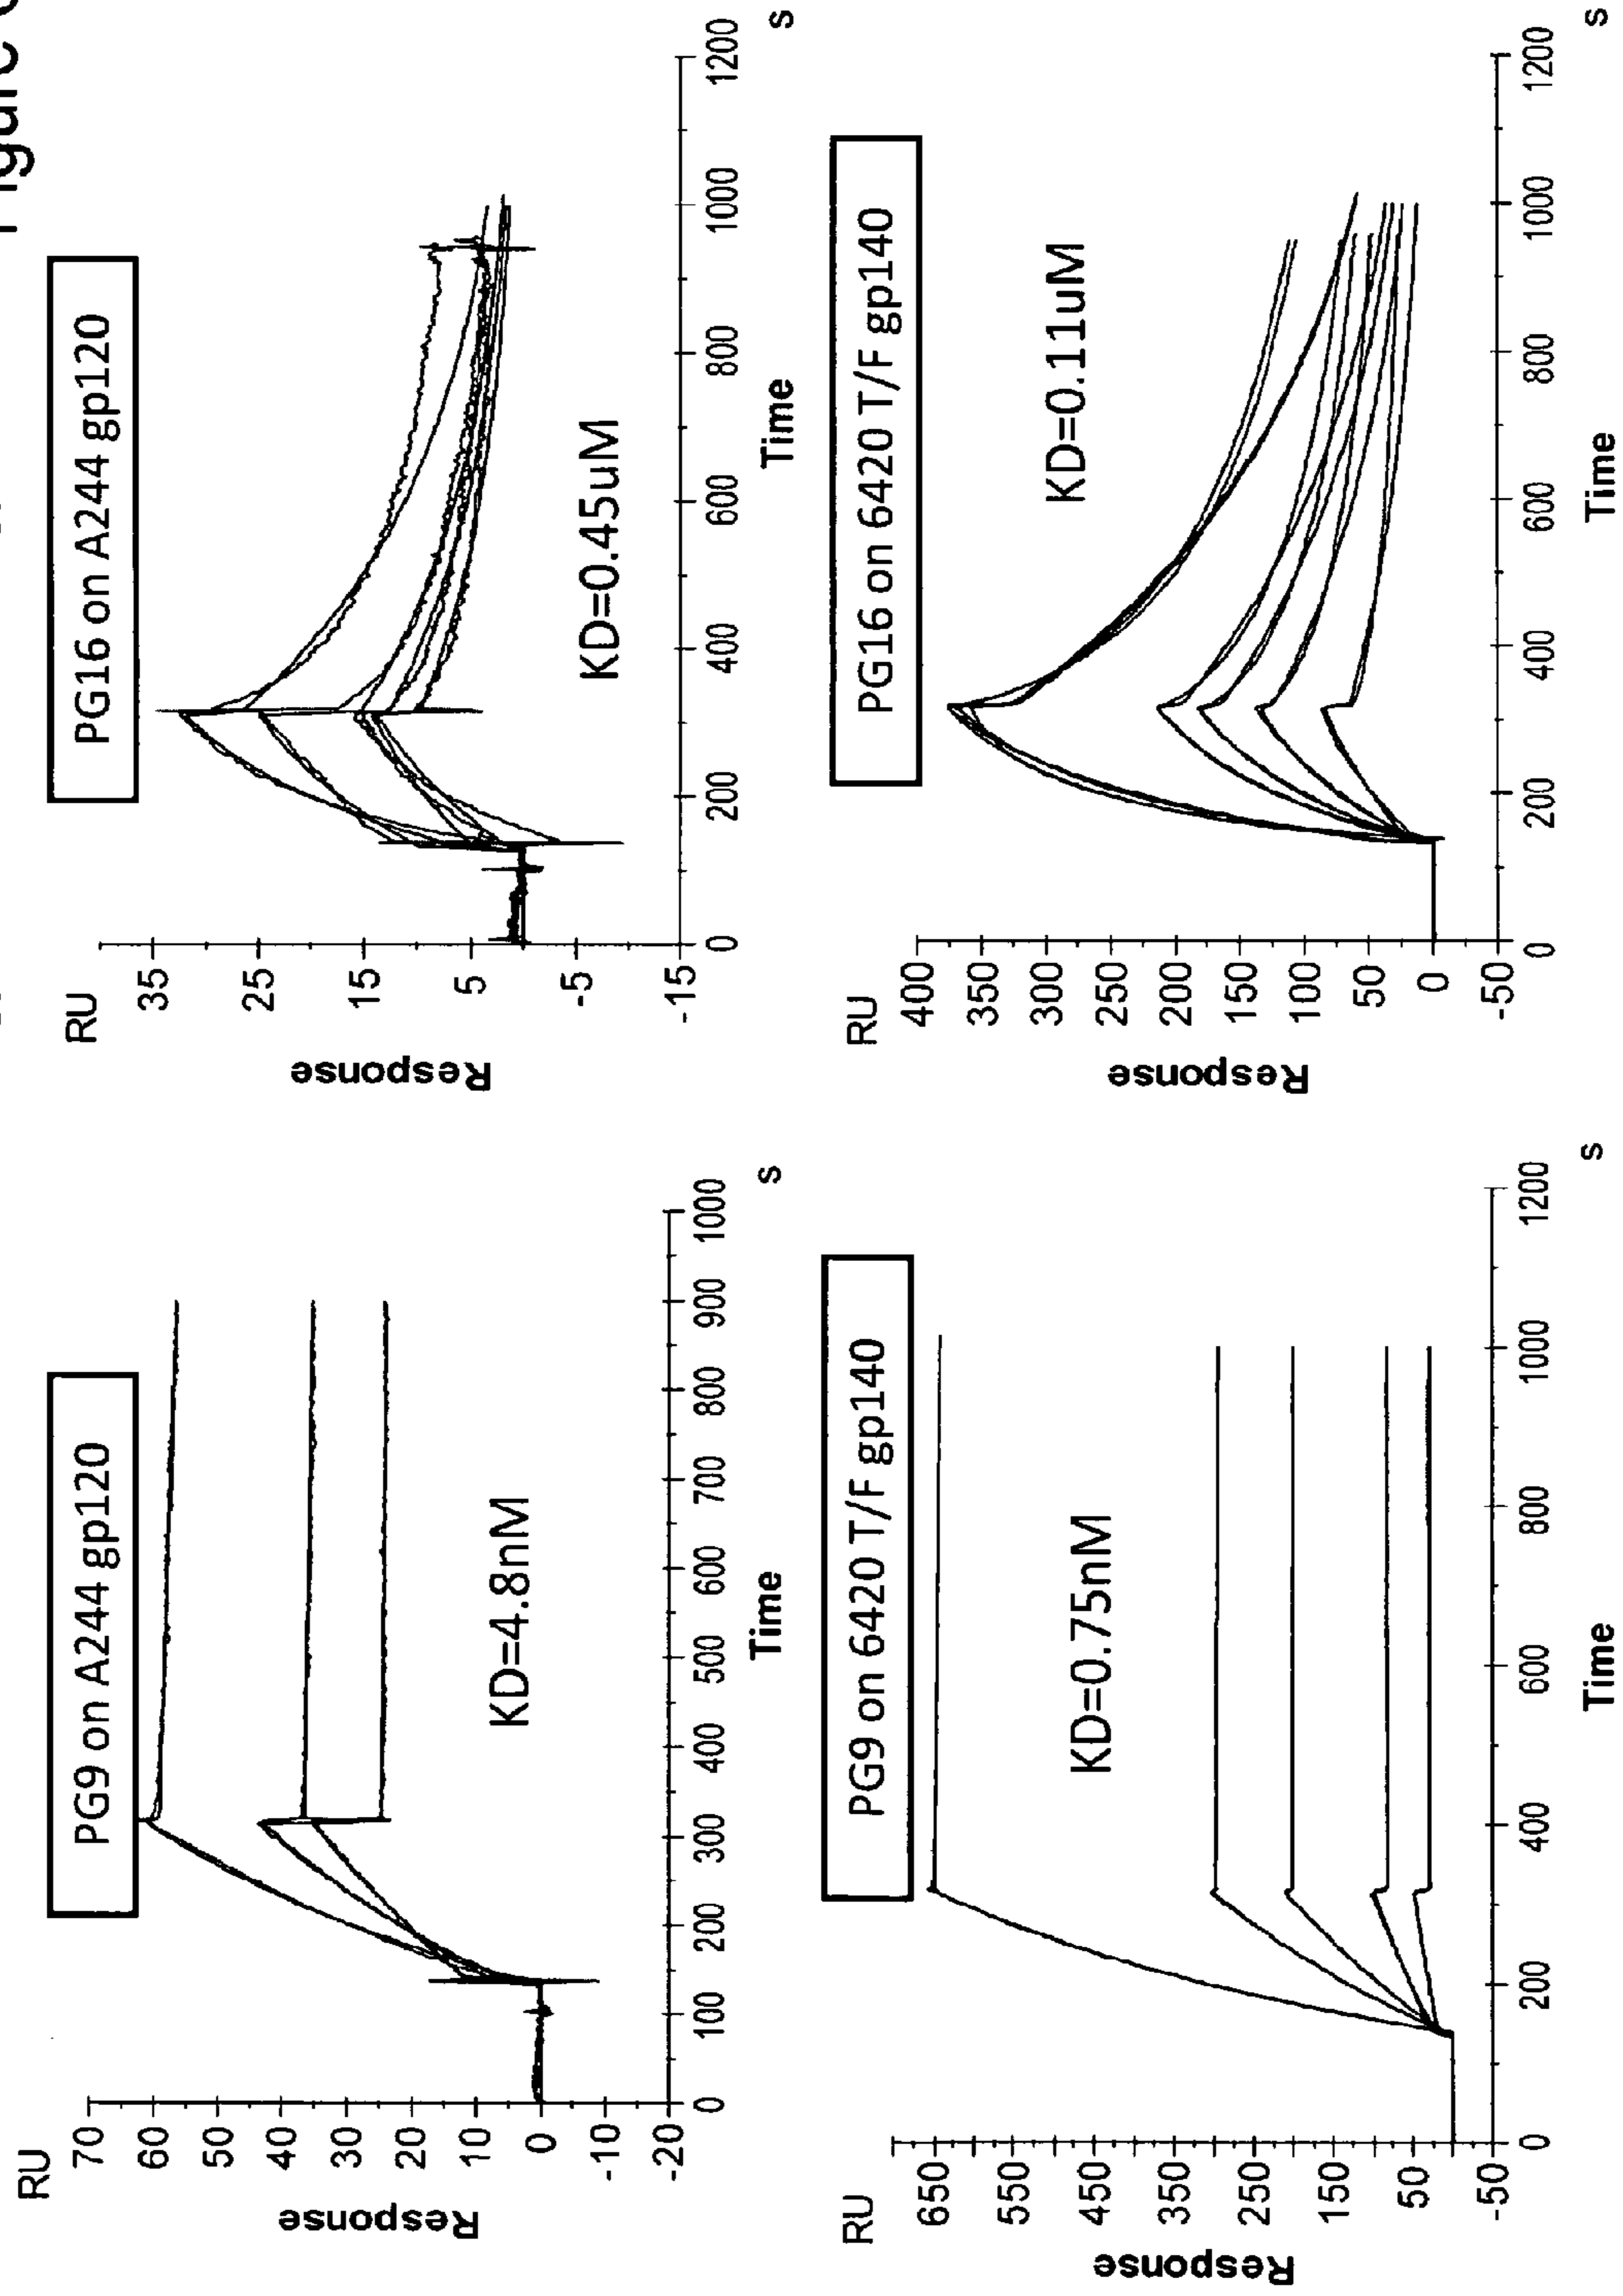 Figure
PG9 on A244 gp120
RU
70
60
50
40
30
20
10
0
-10
-20
Response
KD=4.8nM
0 100 200 300 400 500 600 700 800 900 1000
Time
s
PG16 on A244 gp120
RU
35
25
15
5
-5
-15
Response
KD=0.45uM
0 200 400 600 800 1000 1200
Time
s
PG9 on 6420 T/F gp140
RU
650
550
450
350
250
150
50
-50
Response
KD=0.75nM
0 200 400 600 800 1000 1200
Time
s
PG16 on 6420 T/F gp140
RU
400
350
300
250
200
150
100
50
0
-50
Response
KD=0.11uM
0 200 400 600 800 1000 1200
Time
s